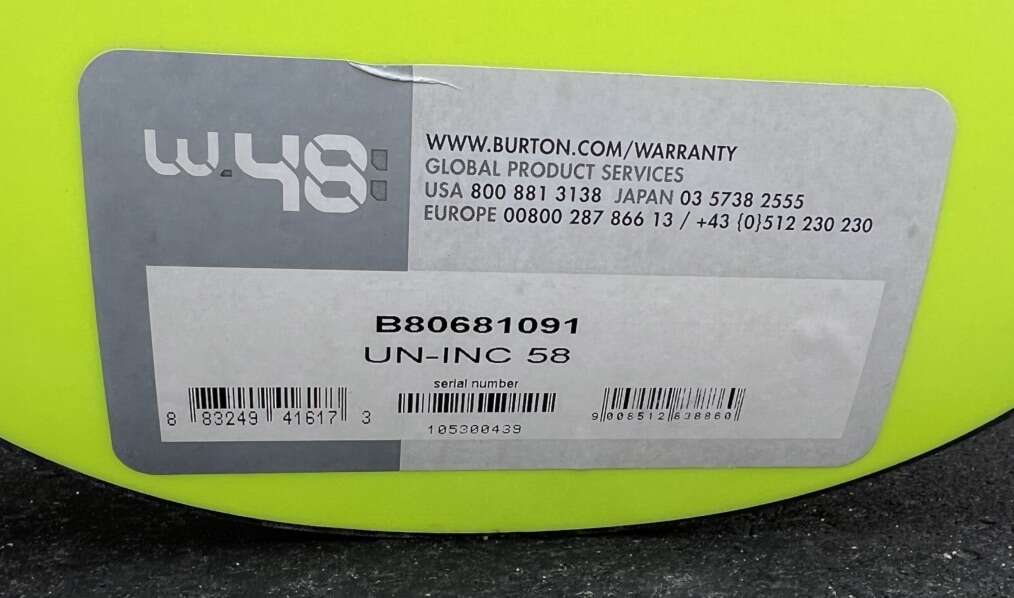 W.48:
WWW.BURTON.COM/WARRANTY
GLOBAL PRODUCT SERVICES
USA 800 881 3138 JAPAN 03 5738 2555
EUROPE 00800 287 866 13 / +43 {0}512 230 230
B80681091
UN-INC 58
serial number
8 83249 41617 3
105300439
9008512638860